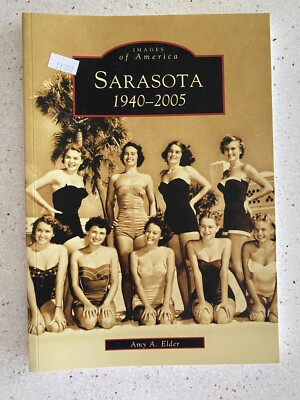 IMAGES
of America
SARASOTA
1940–2005
Amy A. Elder